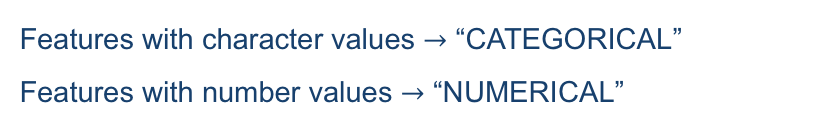 Features with character values → “CATEGORICAL”
Features with number values → “NUMERICAL”